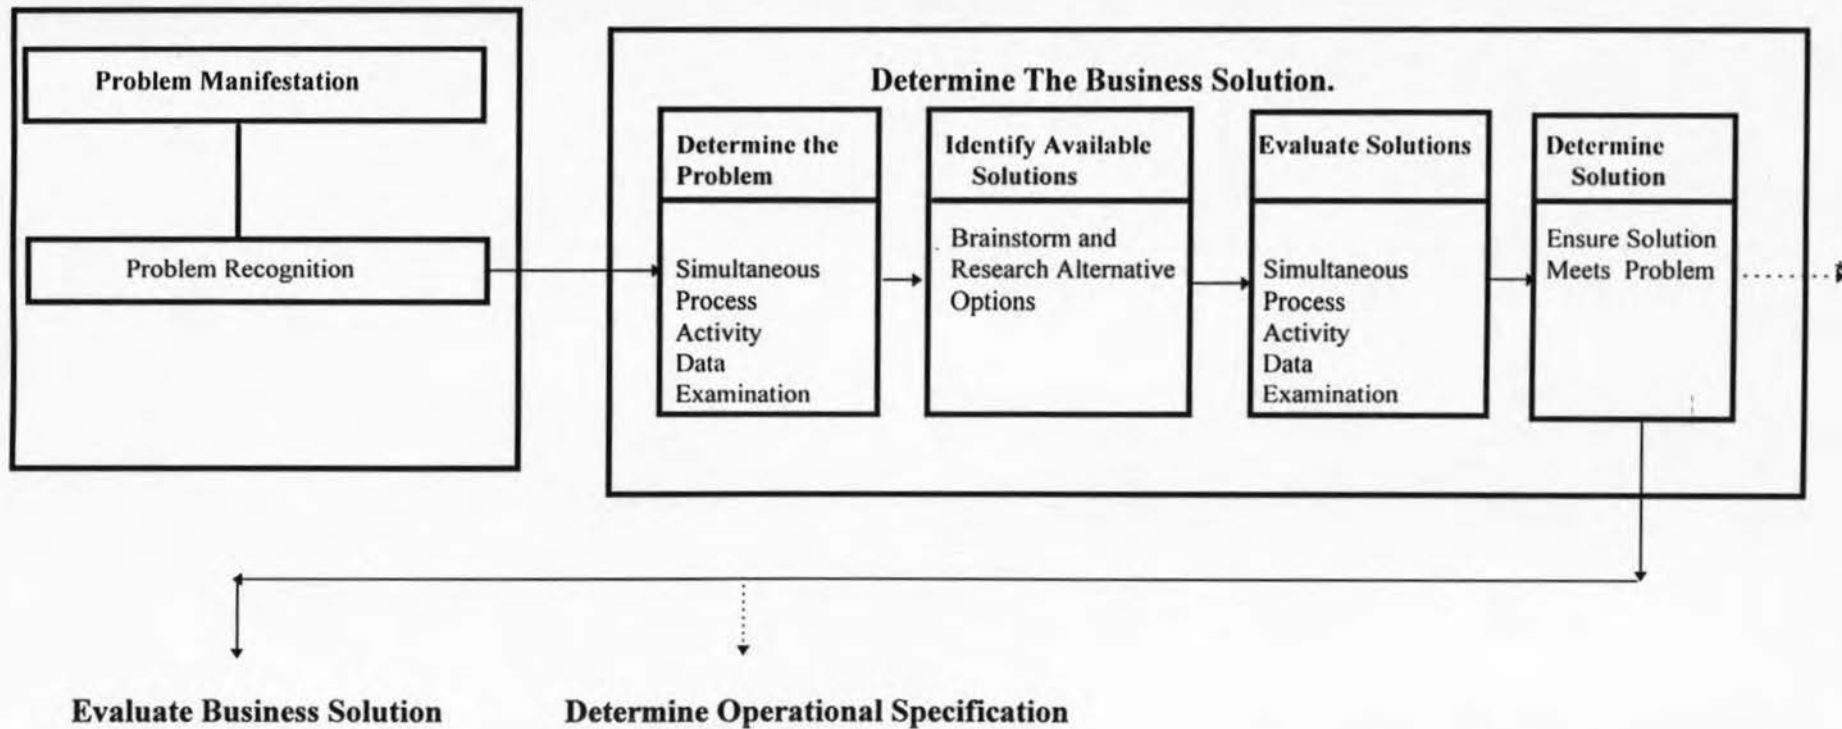 Problem Manifestation
Problem Recognition
Determine The Business Solution.
Determine the
Problem
Simultaneous
Process
Activity
Data
Examination
Identify Available
Solutions
Brainstorm and
Research Alternative
Options
Evaluate Solutions
Simultaneous
Process
Activity
Data
Examination
Determine
Solution
Ensure Solution
Meets Problem
Evaluate Business Solution
Determine Operational Specification